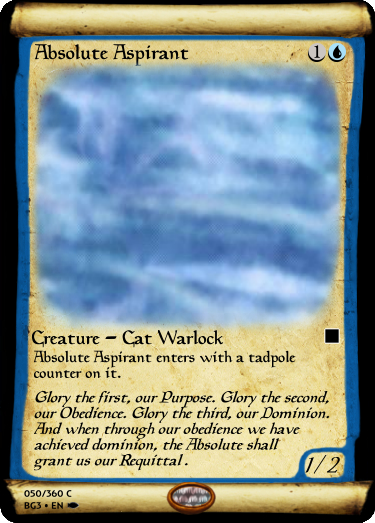 Absolute Aspirant 1
Creature – Cat Warlock
Absolute Aspirant enters with a tadpole
counter on it.
Glory the first, our Purpose. Glory the second,
our Obedience. Glory the third, our Dominion.
And when through our obedience we have
achieved dominion, the Absolute shall
grant us our Requittal .
1/2
050/360 C
BG3 • EN